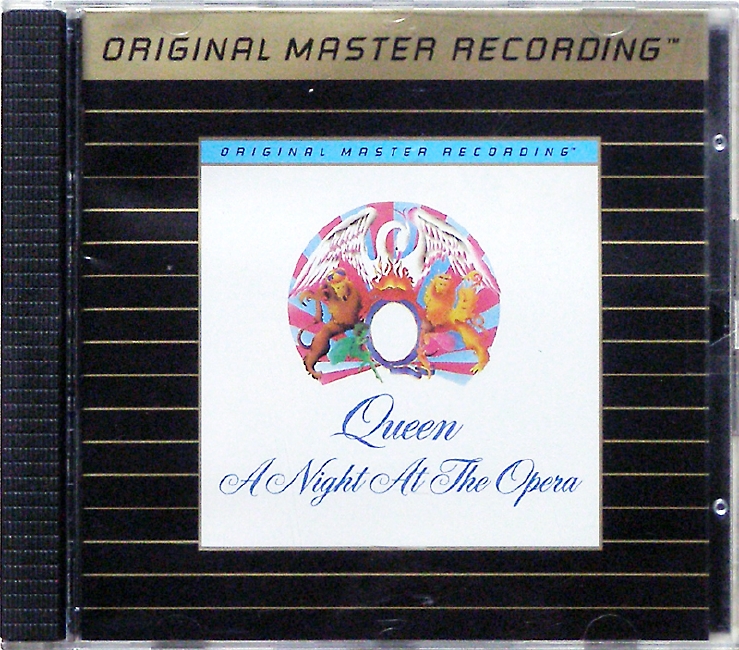 ORIGINAL MASTER RECORDING™
ORIGINAL MASTER RECORDING™
Queen
A Night At The Opera